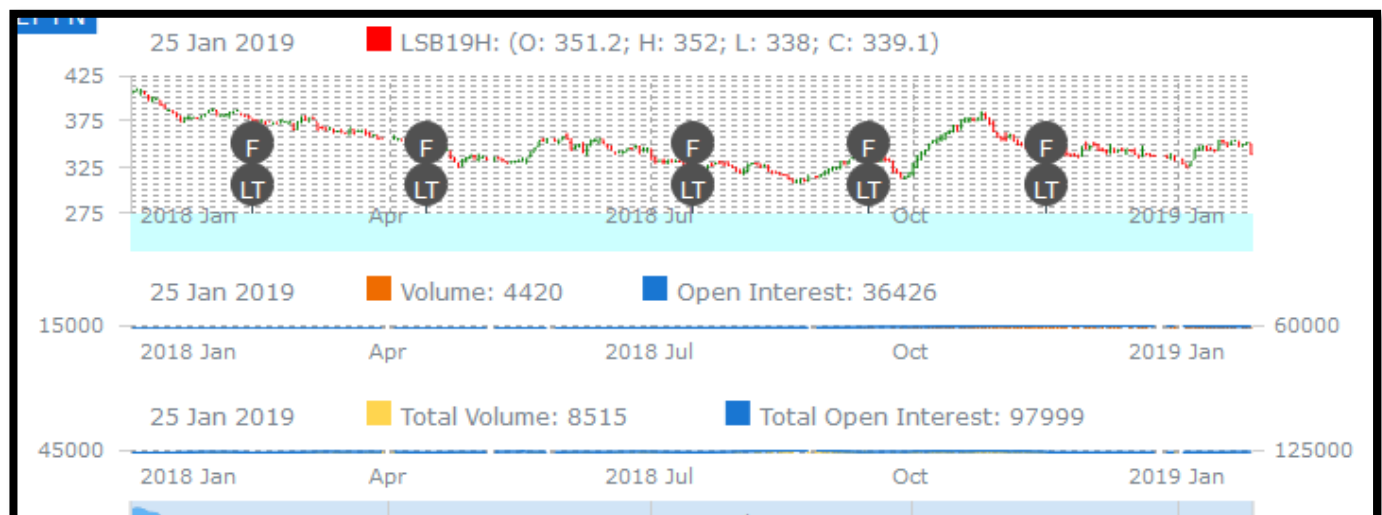 25 Jan 2019 LSB19H: (O: 351.2; H: 352; L: 338; C: 339.1)
425
375
F F F F F
325
LT LT LT LT LT
275
2018 Jan Apr 2018 Jul Oct 2019 Jan
25 Jan 2019 Volume: 4420 Open Interest: 36426
15000 60000
2018 Jan Apr 2018 Jul Oct 2019 Jan
25 Jan 2019 Total Volume: 8515 Total Open Interest: 97999
45000 125000
2018 Jan Apr 2018 Jul Oct 2019 Jan